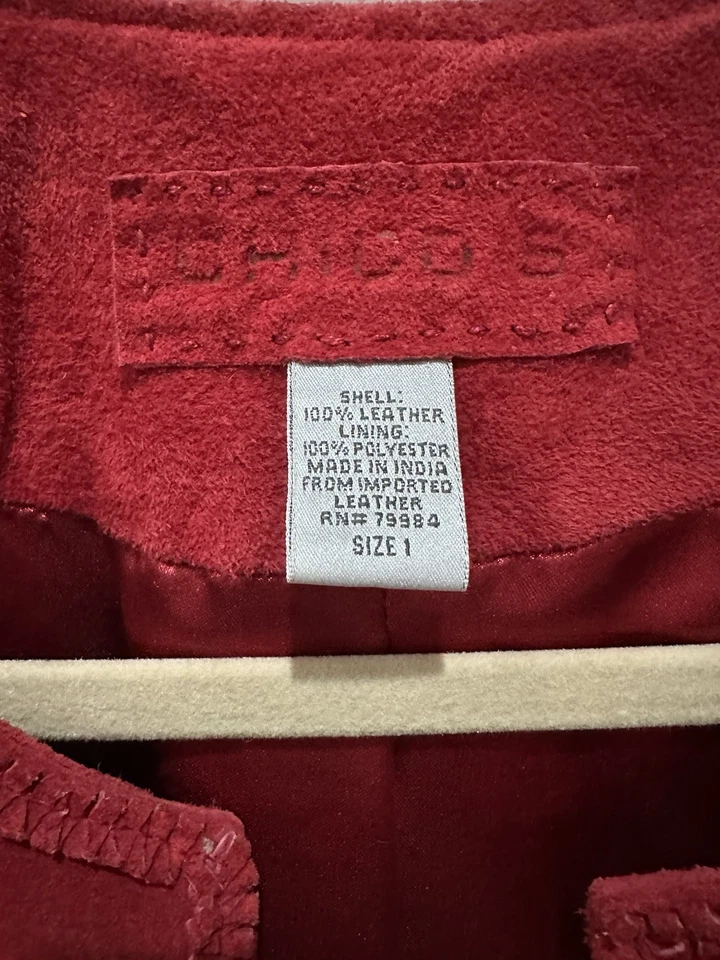 CHICO'S
SHELL:
100% LEATHER
LINING:
100% POLYESTER
MADE IN INDIA
FROM IMPORTED
LEATHER
RN# 79984
SIZE 1